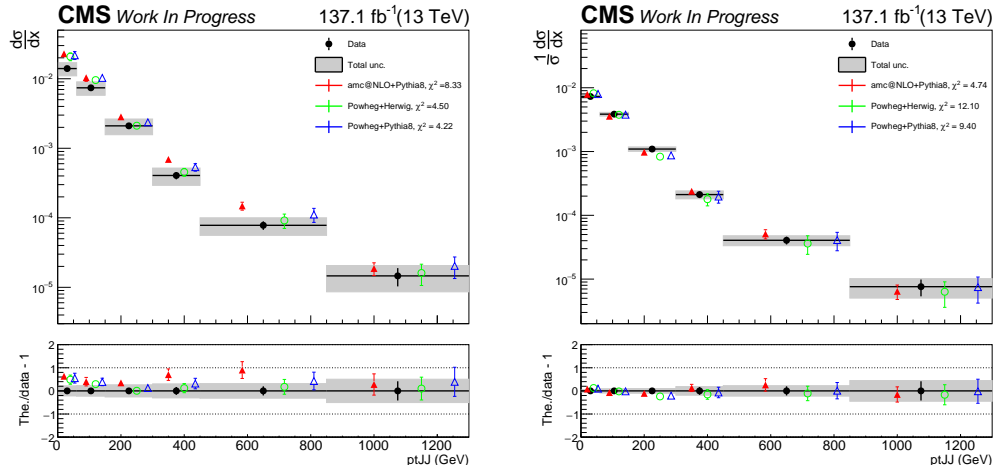 CMS Work In Progress 137.1 fb⁻¹(13 TeV)
dσ
dx
Data
Total unc.
amc@NLO+Pythia8, χ² =8.33
Powheg+Herwig, χ² =4.50
Powheg+Pythia8, χ² = 4.22
10⁻²
10⁻³
10⁻⁴
10⁻⁵
The./data - 1
2
1
0
−1
−2
0 200 400 600 800 1000 1200
ptJJ (GeV)
CMS Work In Progress 137.1 fb⁻¹(13 TeV)
1 dσ
σ dx
Data
Total unc.
amc@NLO+Pythia8, χ² = 4.74
Powheg+Herwig, χ² = 12.10
Powheg+Pythia8, χ² = 9.40
10⁻²
10⁻³
10⁻⁴
10⁻⁵
The./data - 1
2
1
0
−1
−2
0 200 400 600 800 1000 1200
ptJJ (GeV)